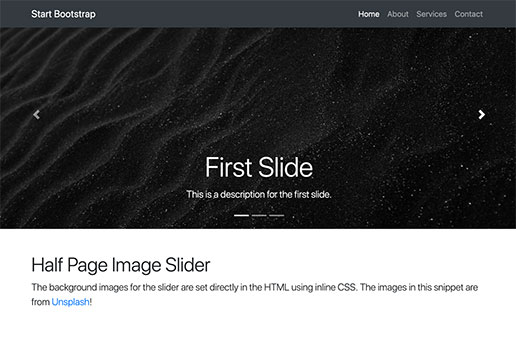 Start Bootstrap
Home About Services Contact
First Slide
This is a description for the first slide.
Half Page Image Slider
The background images for the slider are set directly in the HTML using inline CSS. The images in this snippet are
from Unsplash!